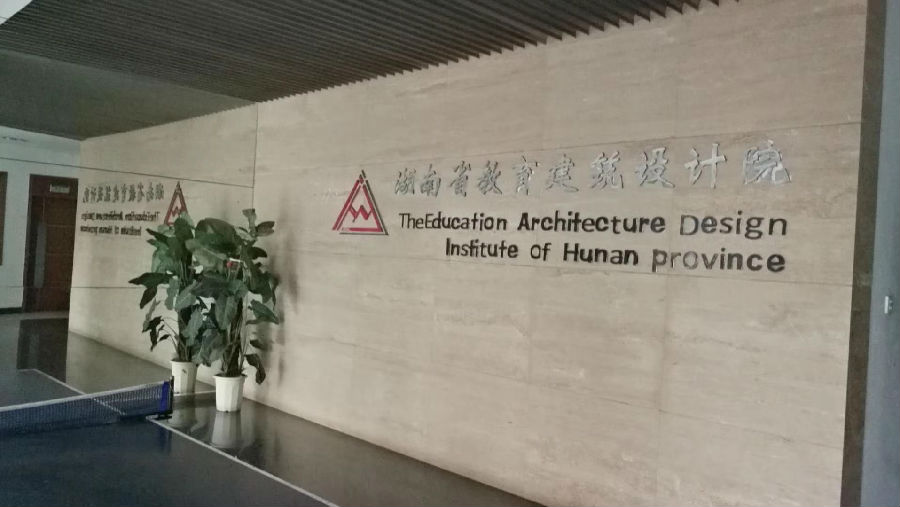 湖南省教育建筑设计院
TheEducation Architecture Design
Institute of Hunan province